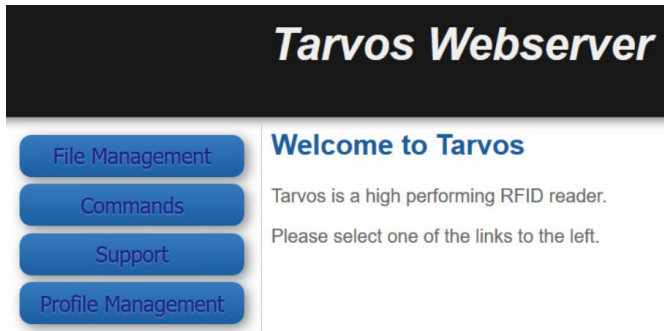 Tarvos Webserver
File Management
Commands
Support
Profile Management
Welcome to Tarvos
Tarvos is a high performing RFID reader.
Please select one of the links to the left.